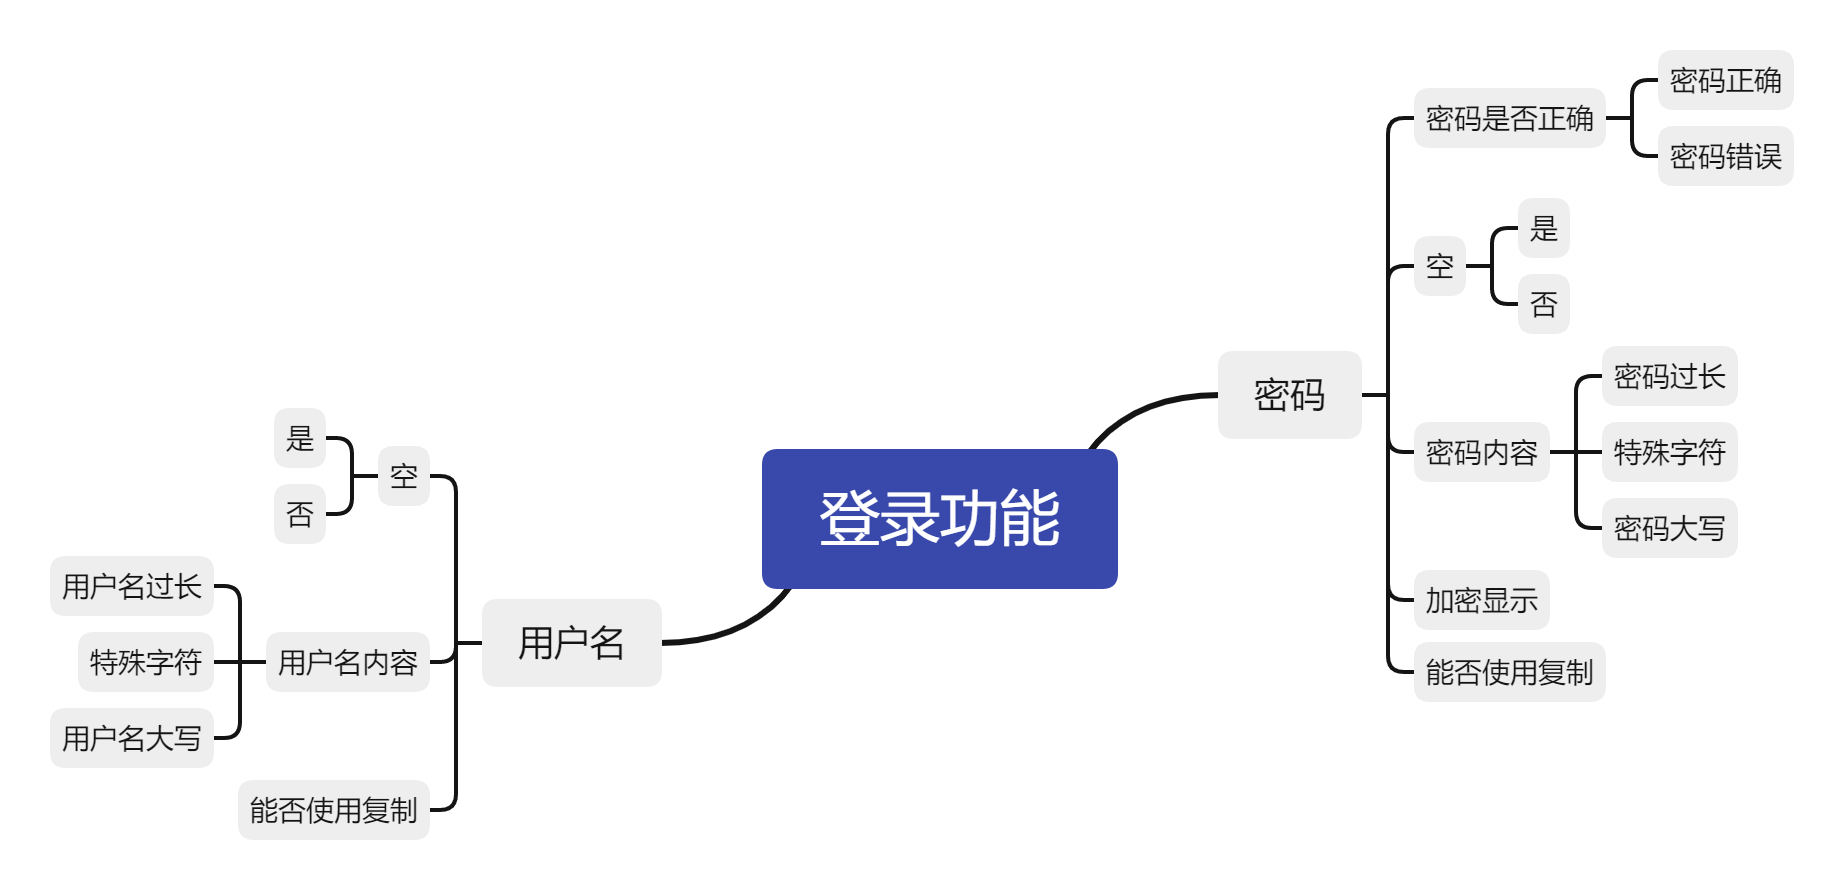 登录功能
密码
密码是否正确
密码正确
密码错误
空
是
否
密码内容
密码过长
特殊字符
密码大写
加密显示
能否使用复制
用户名
空
是
否
用户名内容
用户名过长
特殊字符
用户名大写
能否使用复制